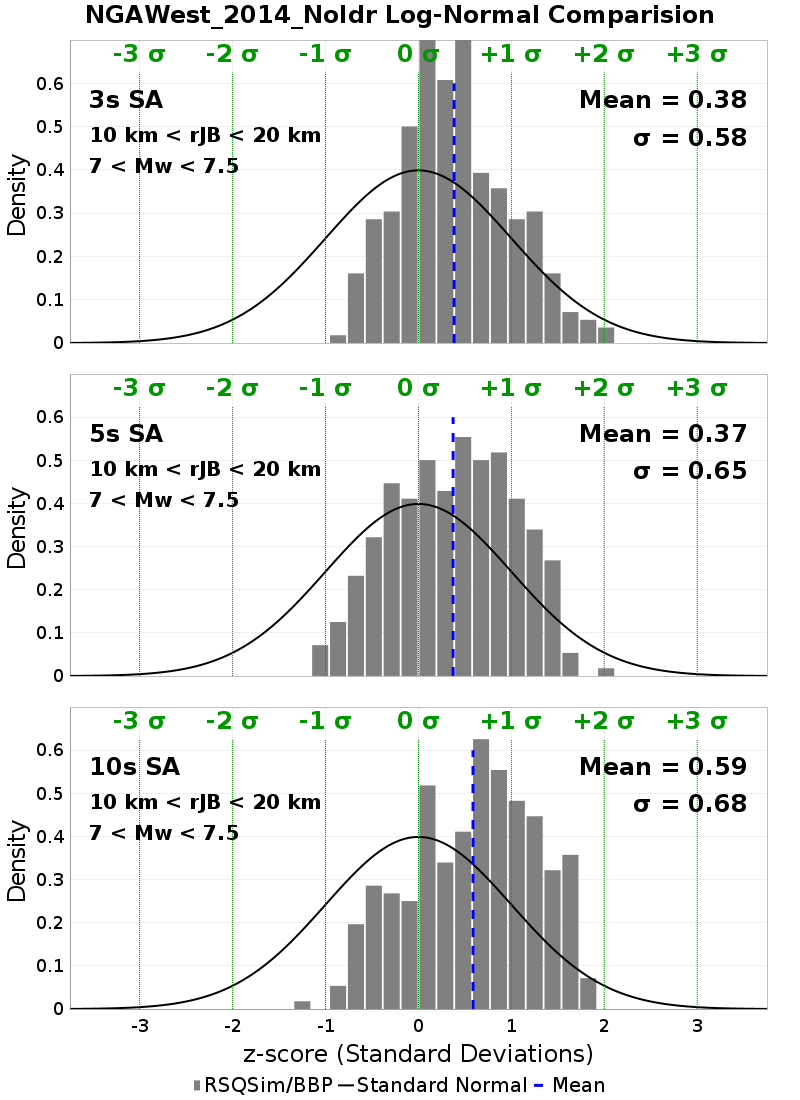 NGAWest_2014_NoIdr Log-Normal Comparision
-3 σ -2 σ -1 σ 0 σ +1 σ +2 σ +3 σ
3s SA
10 km < rJB < 20 km
7 < Mw < 7.5
Mean = 0.38
σ = 0.58
0.6
0.5
0.4
0.3
0.2
0.1
0
Density
-3 σ -2 σ -1 σ 0 σ +1 σ +2 σ +3 σ
5s SA
10 km < rJB < 20 km
7 < Mw < 7.5
Mean = 0.37
σ = 0.65
0.6
0.5
0.4
0.3
0.2
0.1
0
Density
-3 σ -2 σ -1 σ 0 σ +1 σ +2 σ +3 σ
10s SA
10 km < rJB < 20 km
7 < Mw < 7.5
Mean = 0.59
σ = 0.68
0.6
0.5
0.4
0.3
0.2
0.1
0
Density
-3 -2 -1 0 1 2 3
z-score (Standard Deviations)
RSQSim/BBP Standard Normal Mean